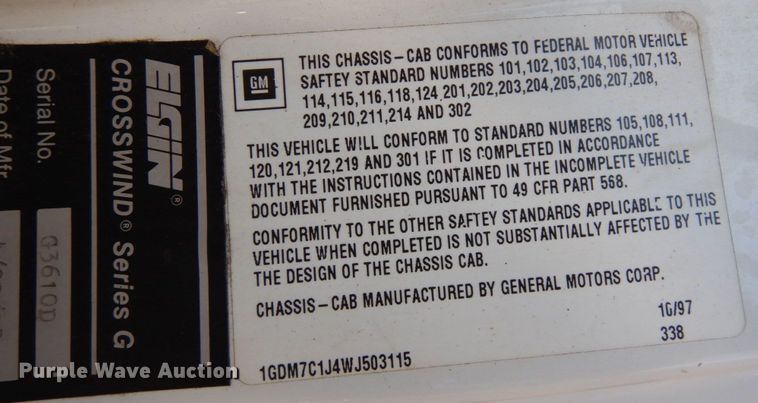 ELGIN®
CROSSWIND® Series G
Serial No.
G3610D
Date of Mfr.
GM
THIS CHASSIS-CAB CONFORMS TO FEDERAL MOTOR VEHICLE
SAFTEY STANDARD NUMBERS 101,102,103,104,106,107,113,
114,115,116,118,124,201,202,203,204,205,206,207,208,
209,210,211,214 AND 302
THIS VEHICLE WILL CONFORM TO STANDARD NUMBERS 105,108,111,
120,121,212,219 AND 301 IF IT IS COMPLETED IN ACCORDANCE
WITH THE INSTRUCTIONS CONTAINED IN THE INCOMPLETE VEHICLE
DOCUMENT FURNISHED PURSUANT TO 49 CFR PART 568.
CONFORMITY TO THE OTHER SAFTEY STANDARDS APPLICABLE TO THIS
VEHICLE WHEN COMPLETED IS NOT SUBSTANTIALLY AFFECTED BY THE
THE DESIGN OF THE CHASSIS CAB.
CHASSIS-CAB MANUFACTURED BY GENERAL MOTORS CORP.
10/97
338
1GDM7C1J4WJ503115
Purple Wave Auction